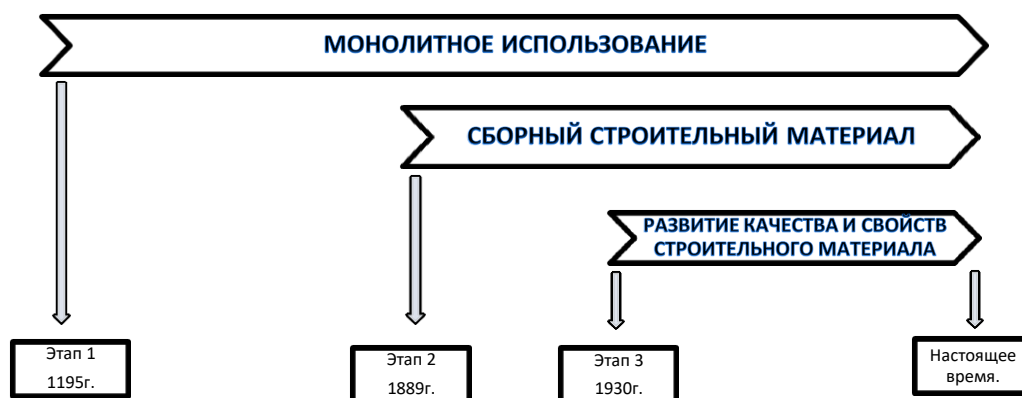 МОНОЛИТНОЕ ИСПОЛЬЗОВАНИЕ
СБОРНЫЙ СТРОИТЕЛЬНЫЙ МАТЕРИАЛ
РАЗВИТИЕ КАЧЕСТВА И СВОЙСТВ
СТРОИТЕЛЬНОГО МАТЕРИАЛА
Этап 1
1195г.
Этап 2
1889г.
Этап 3
1930г.
Настоящее
время.